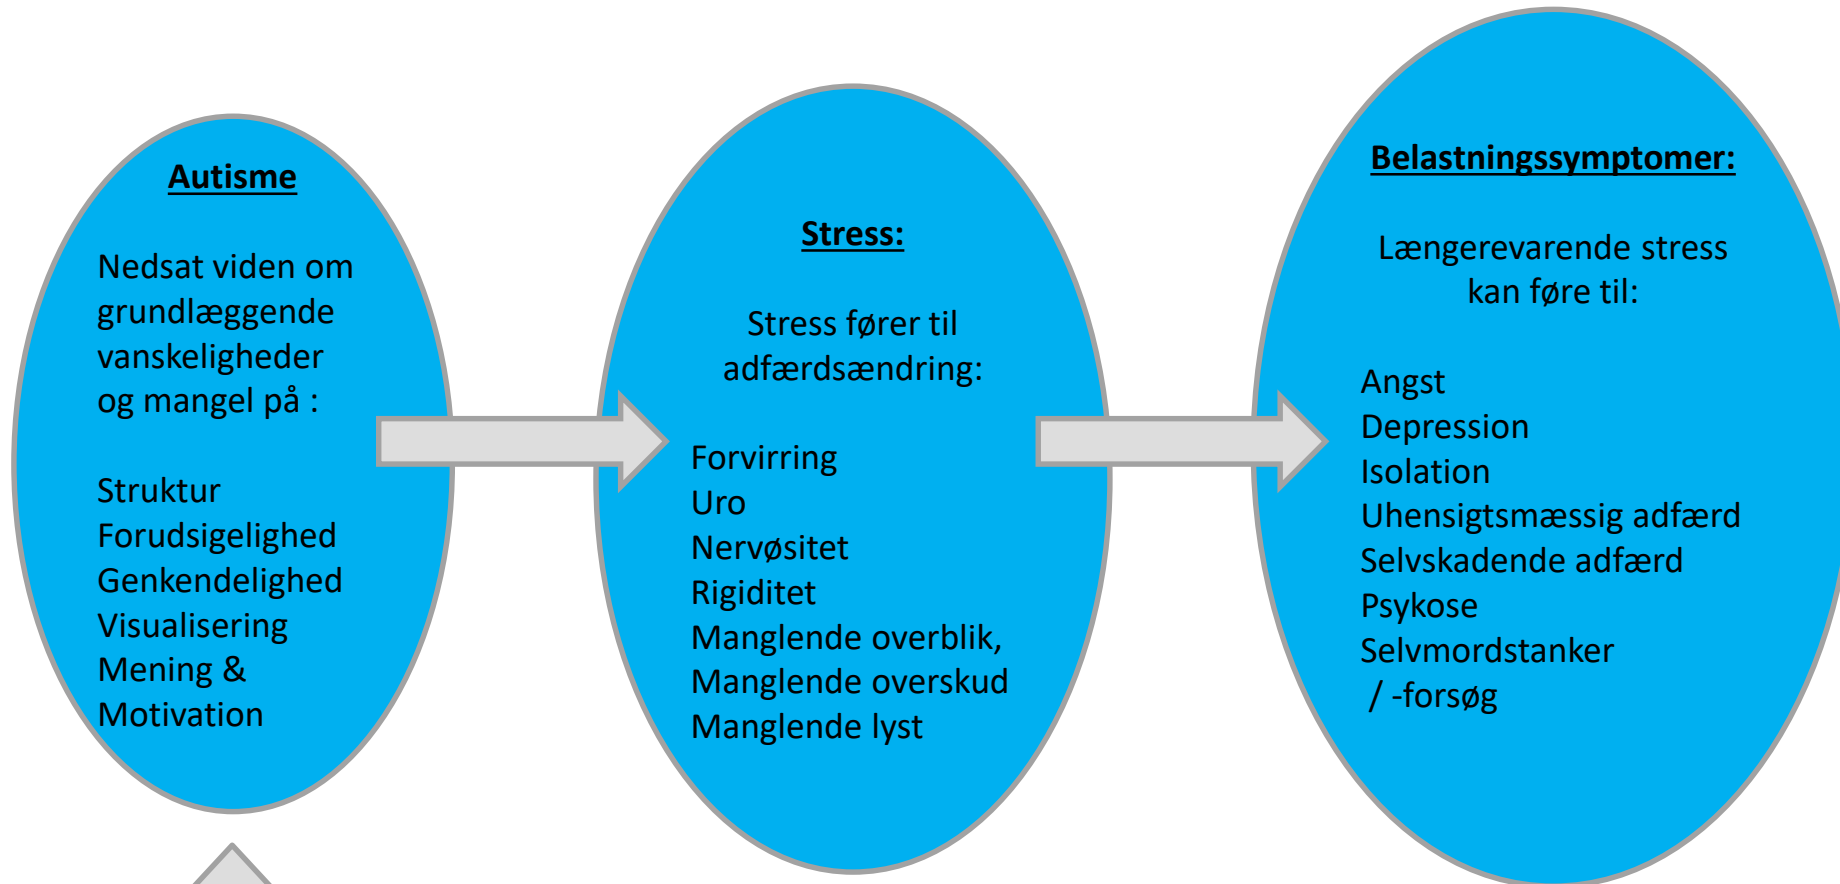 Autisme
Nedsat viden om
grundlæggende
vanskeligheder
og mangel på :
Struktur
Forudsigelighed
Genkendelighed
Visualisering
Mening &
Motivation
Stress:
Stress fører til
adfærdsændring:
Forvirring
Uro
Nervøsitet
Rigiditet
Manglende overblik,
Manglende overskud
Manglende lyst
Belastningssymptomer:
Længerevarende stress
kan føre til:
Angst
Depression
Isolation
Uhensigtsmæssig adfærd
Selvskadende adfærd
Psykose
Selvmordstanker
/ -forsøg